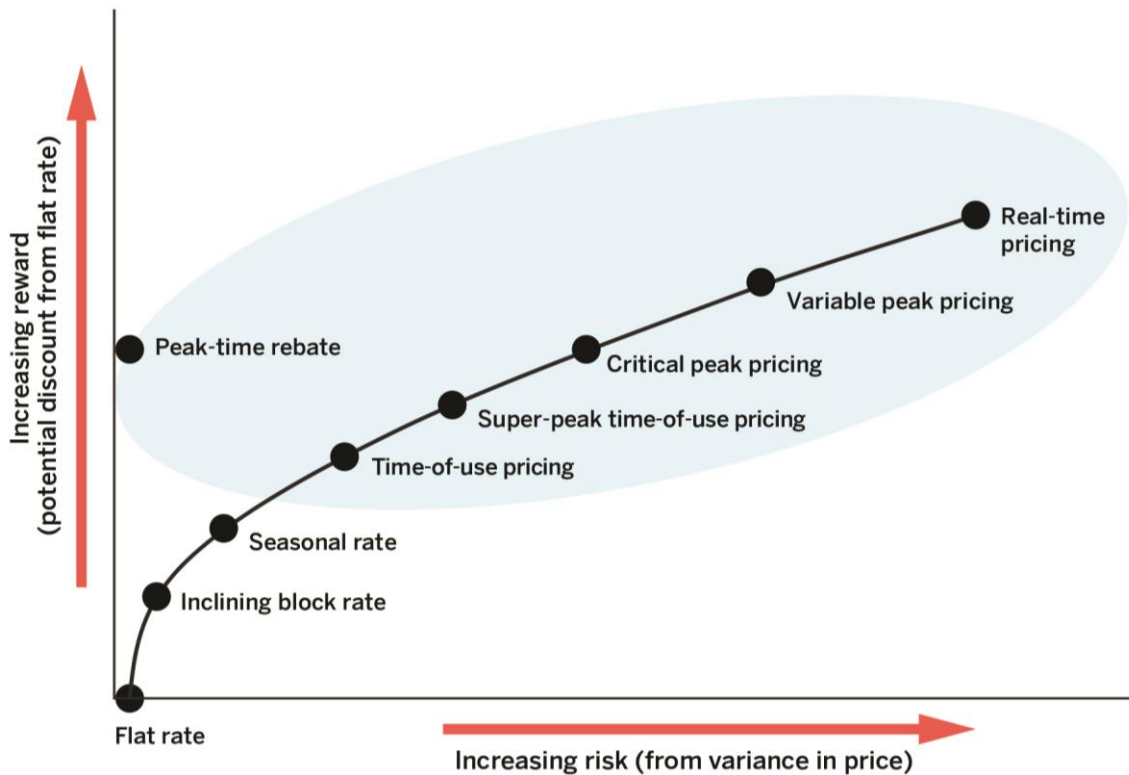 Increasing reward
(potential discount from flat rate)
Real-time
pricing
Variable peak pricing
Peak-time rebate
Critical peak pricing
Super-peak time-of-use pricing
Time-of-use pricing
Seasonal rate
Inclining block rate
Flat rate
Increasing risk (from variance in price)